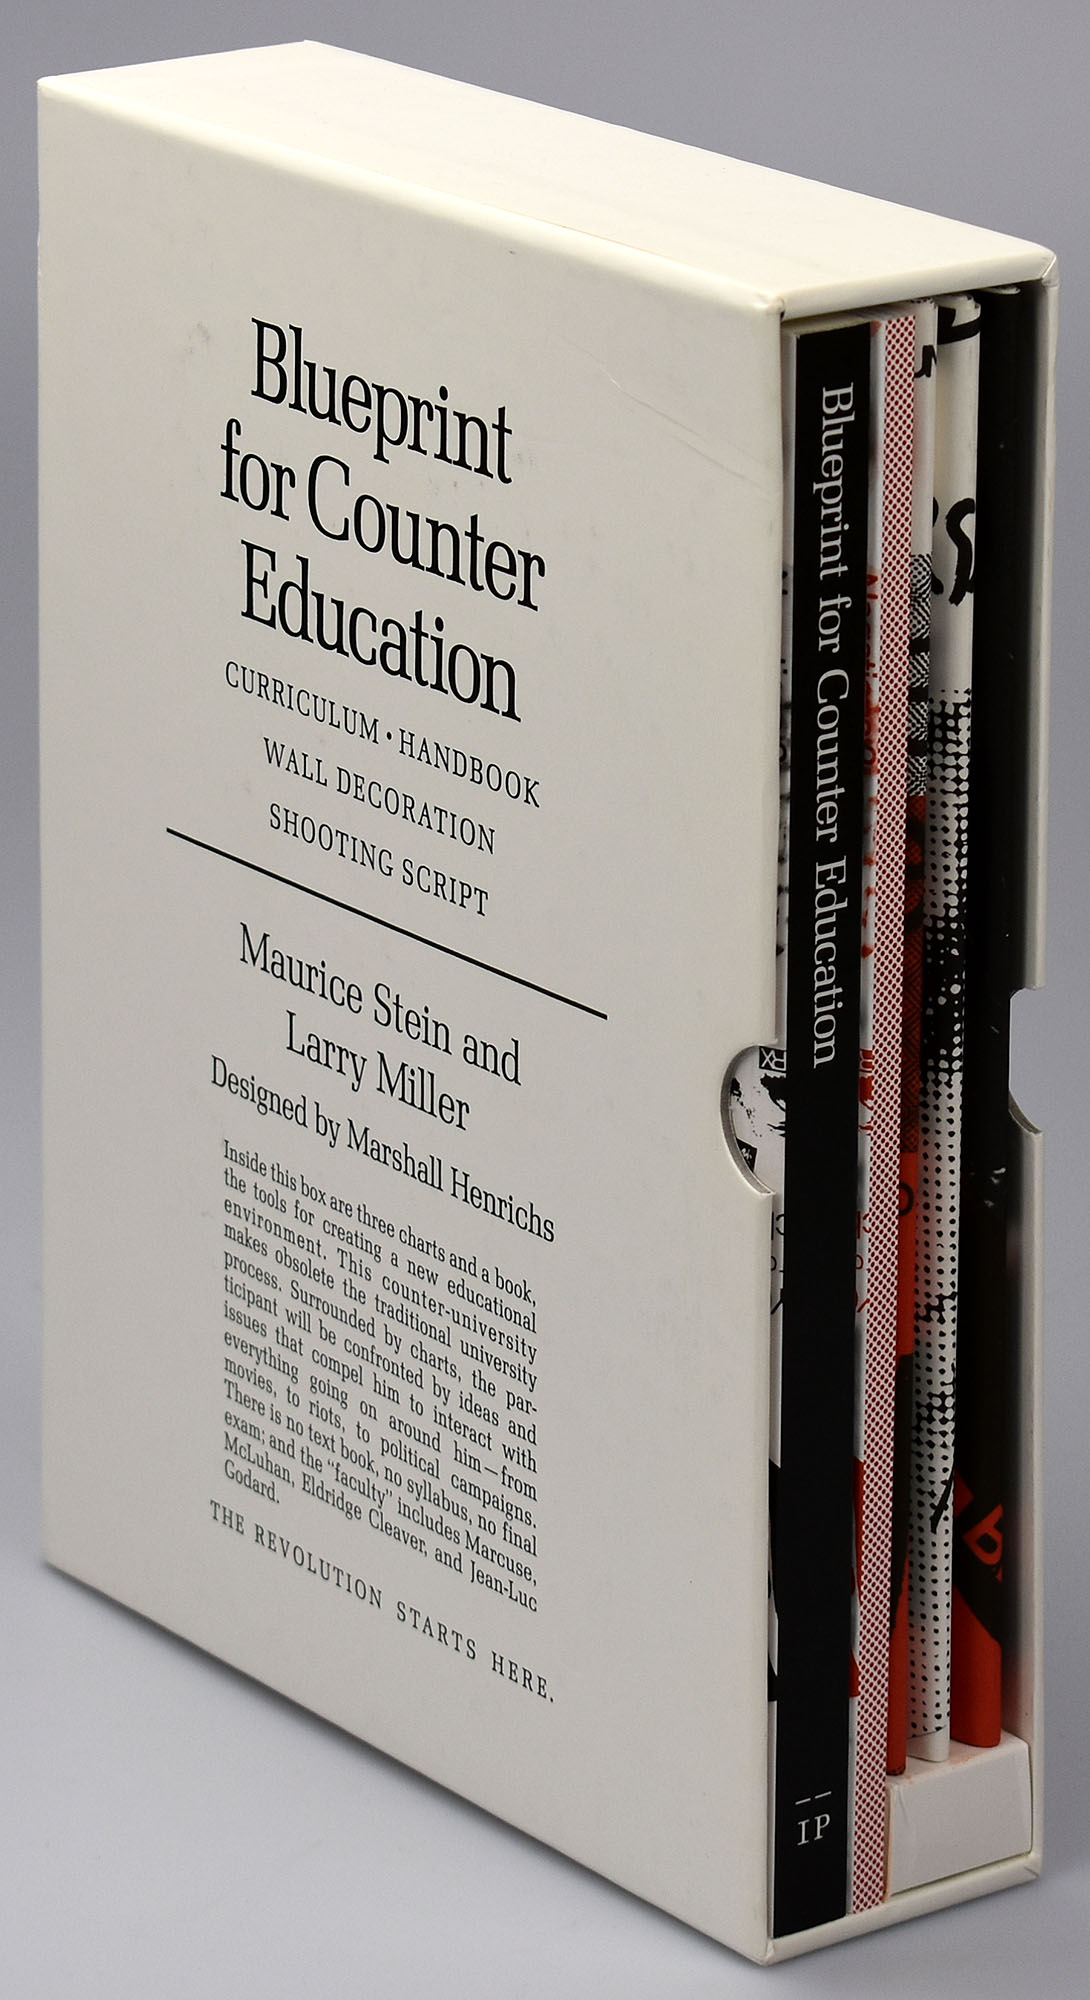 Blueprint
for Counter
Education
CURRICULUM • HANDBOOK
WALL DECORATION
SHOOTING SCRIPT
Maurice Stein and
Larry Miller
Designed by Marshall Henrichs
Inside this box are three charts and a book,
the tools for creating a new educational
environment. This counter-university
makes obsolete the traditional university
process. Surrounded by charts, the par-
ticipant will be confronted by ideas and
issues that compel him to interact with
everything going on around him—from
movies, to riots, to political campaigns.
There is no text book, no syllabus, no final
exam; and the “faculty” includes Marcuse,
McLuhan, Eldridge Cleaver, and Jean-Luc
Godard.
THE REVOLUTION STARTS HERE.
Blueprint for Counter Education
IP